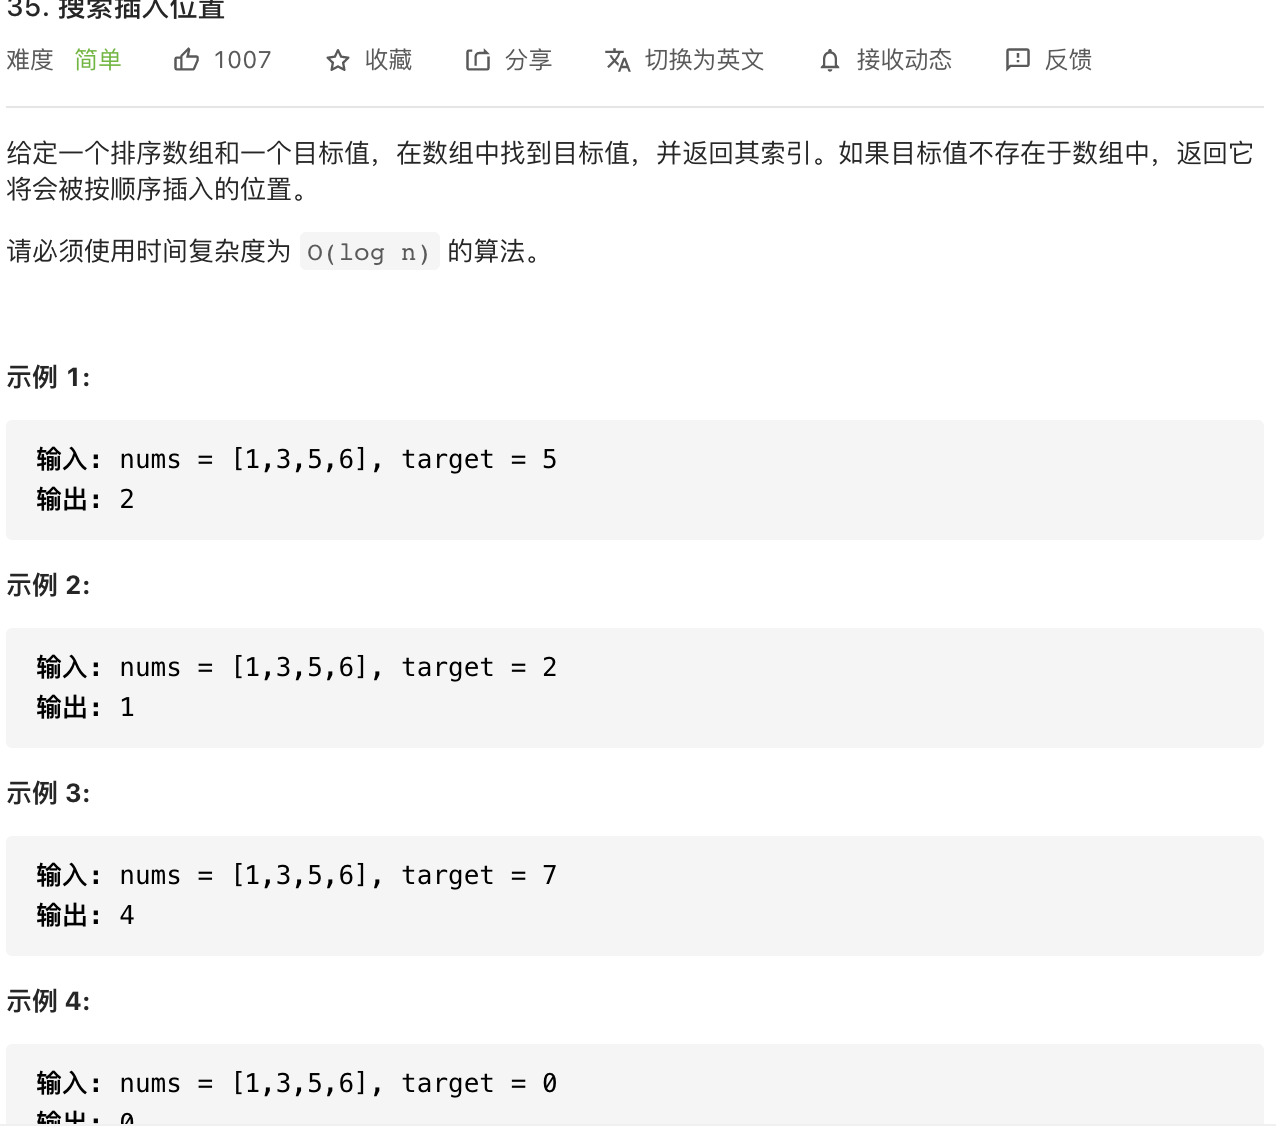 35. 搜索插入位置
难度 简单 1007 收藏 分享 切换为英文 接收动态 反馈
给定一个排序数组和一个目标值，在数组中找到目标值，并返回其索引。如果目标值不存在于数组中，返回它
将会被按顺序插入的位置。
请必须使用时间复杂度为 O(log n) 的算法。
示例 1:
输入: nums = [1,3,5,6], target = 5
输出: 2
示例 2:
输入: nums = [1,3,5,6], target = 2
输出: 1
示例 3:
输入: nums = [1,3,5,6], target = 7
输出: 4
示例 4:
输入: nums = [1,3,5,6], target = 0
输出: 0